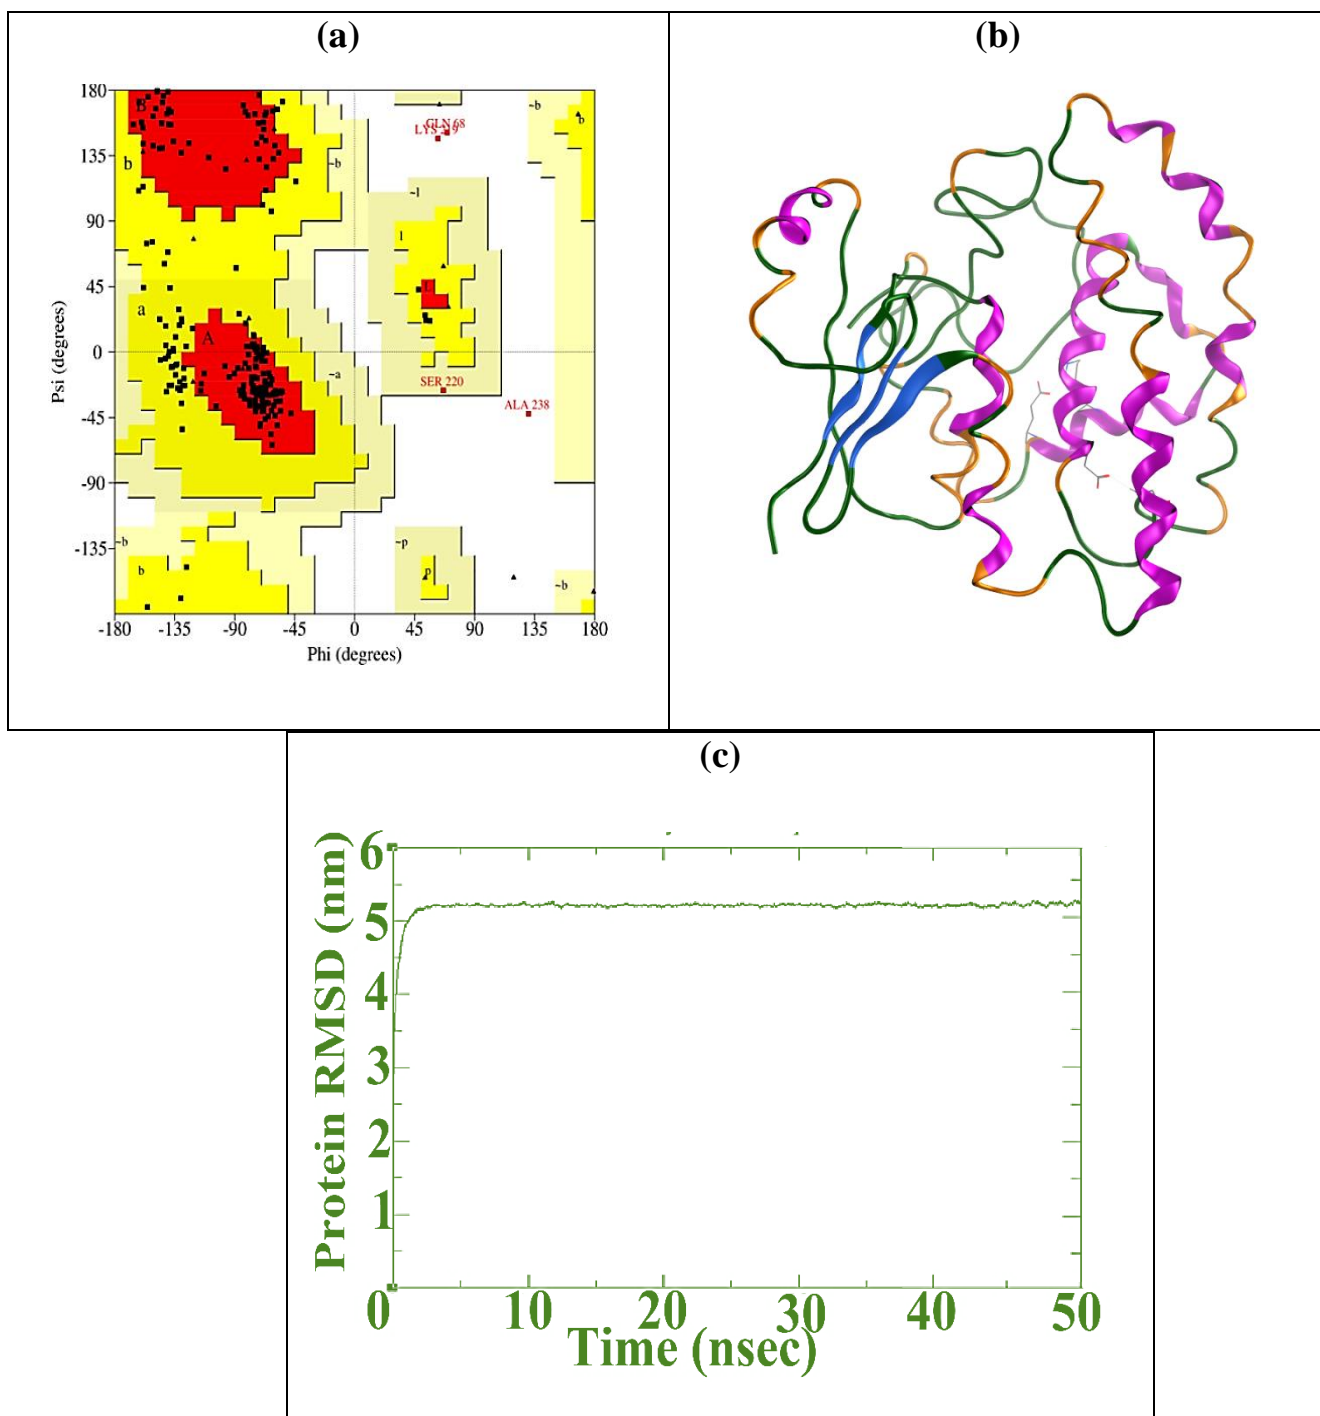 (a)
180
135
90
45
0
-45
-90
-135
Psi (degrees)
-180
-135
-90
-45
0
45
90
135
180
Phi (degrees)
B
b
~b
a
A
~a
~l
l
L
~b
b
GLN 68
SER 220
ALA 238
~b
b
~p
p
~b
(b)
(c)
Protein RMSD (nm)
6
5
4
3
2
1
0
10
20
30
40
50
Time (nsec)